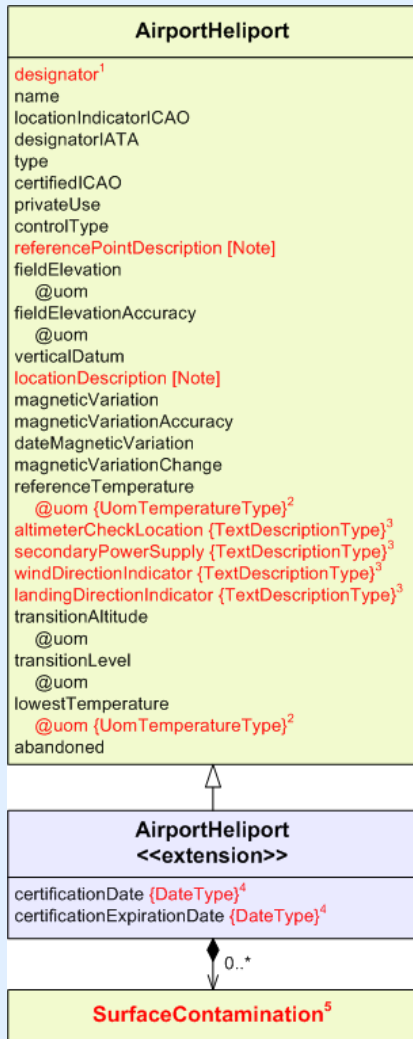 AirportHeliport
designator¹
name
locationIndicatorICAO
designatorIATA
type
certifiedICAO
privateUse
controlType
referencePointDescription [Note]
fieldElevation
@uom
fieldElevationAccuracy
@uom
verticalDatum
locationDescription [Note]
magneticVariation
magneticVariationAccuracy
dateMagneticVariation
magneticVariationChange
referenceTemperature
@uom {UomTemperatureType}²
altimeterCheckLocation {TextDescriptionType}³
secondaryPowerSupply {TextDescriptionType}³
windDirectionIndicator {TextDescriptionType}³
landingDirectionIndicator {TextDescriptionType}³
transitionAltitude
@uom
transitionLevel
@uom
lowestTemperature
@uom {UomTemperatureType}²
abandoned
AirportHeliport
<<extension>>
certificationDate {DateType}⁴
certificationExpirationDate {DateType}⁴
0..*
SurfaceContamination⁵